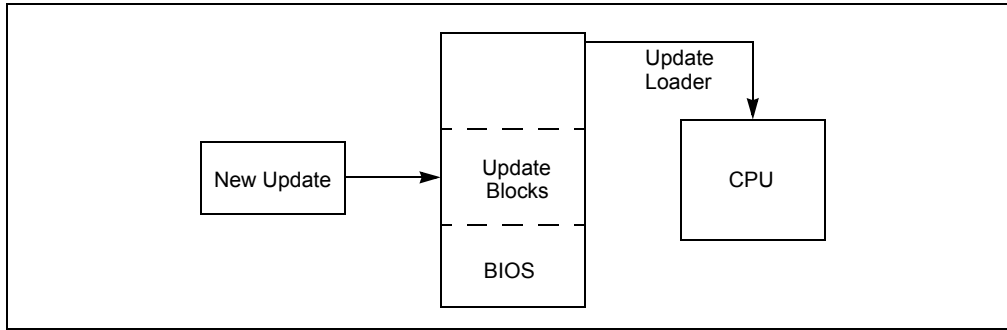 Update
Loader
New Update
Update
Blocks
CPU
BIOS